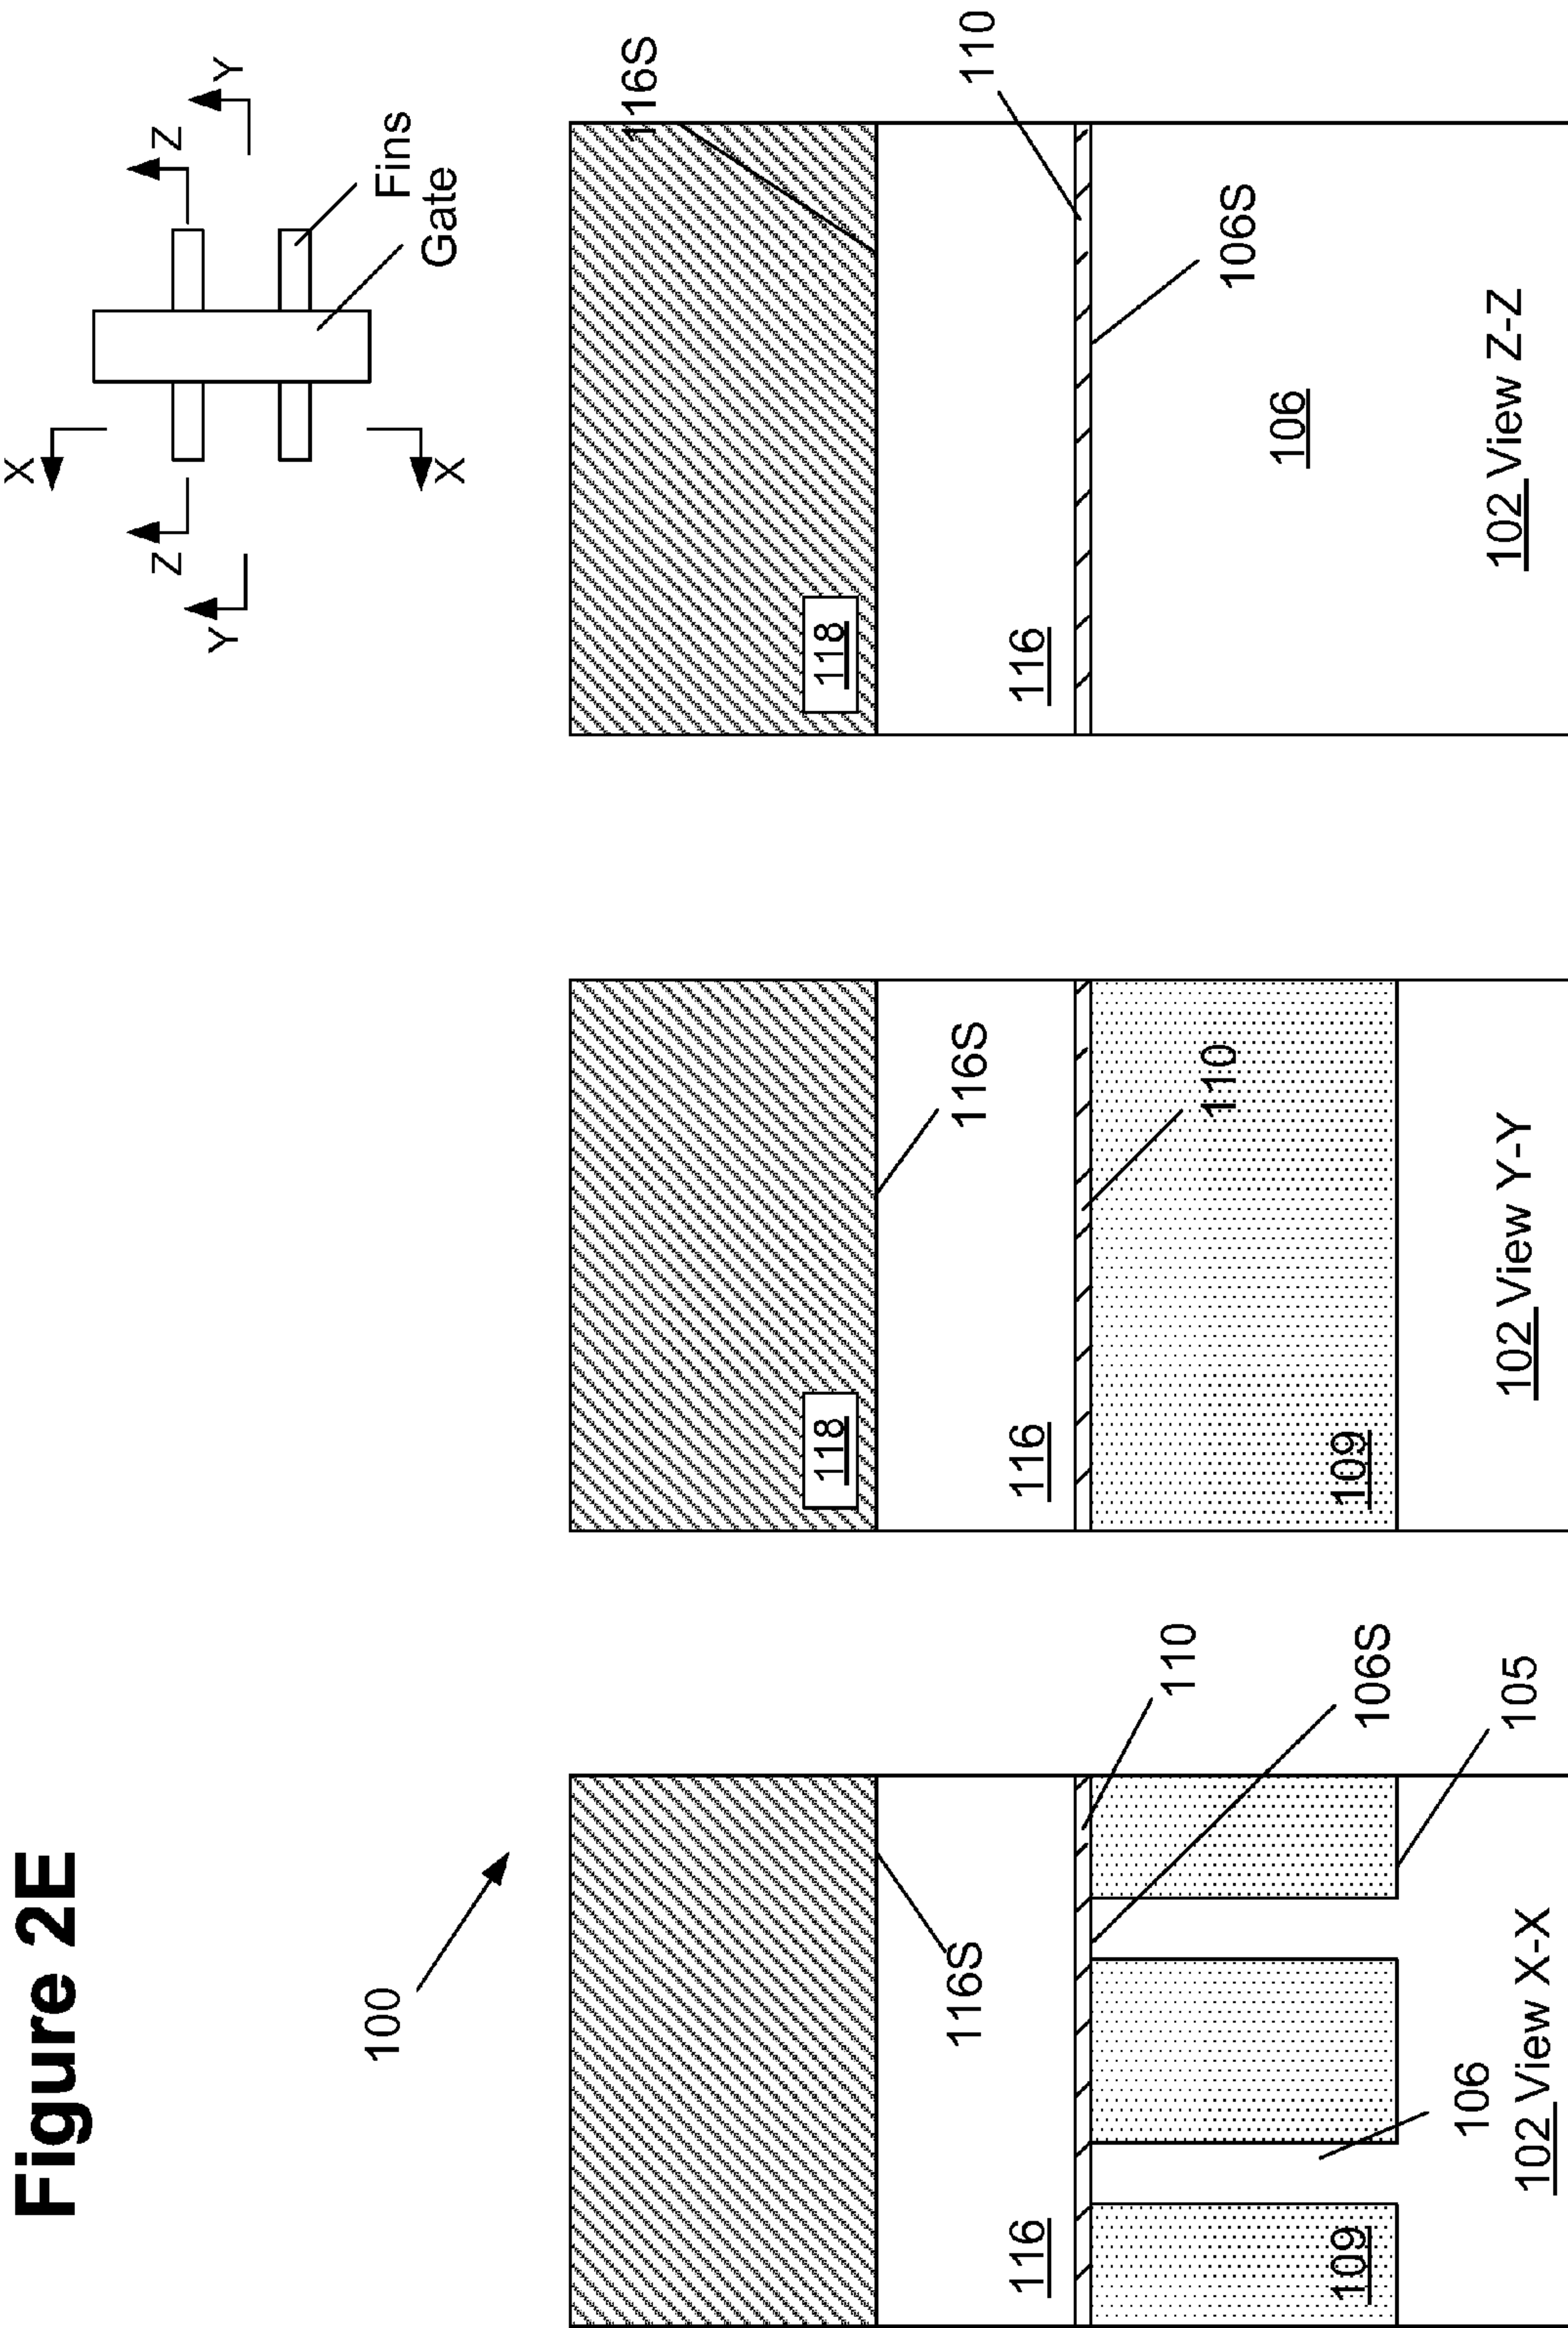 Figure 2E
X
X
Y
Y
Z
Z
Fins
Gate
100
116S
116
110
106S
109
106
105
102 View X-X
118
116S
116
110
109
102 View Y-Y
116S
118
110
116
106S
106
102 View Z-Z